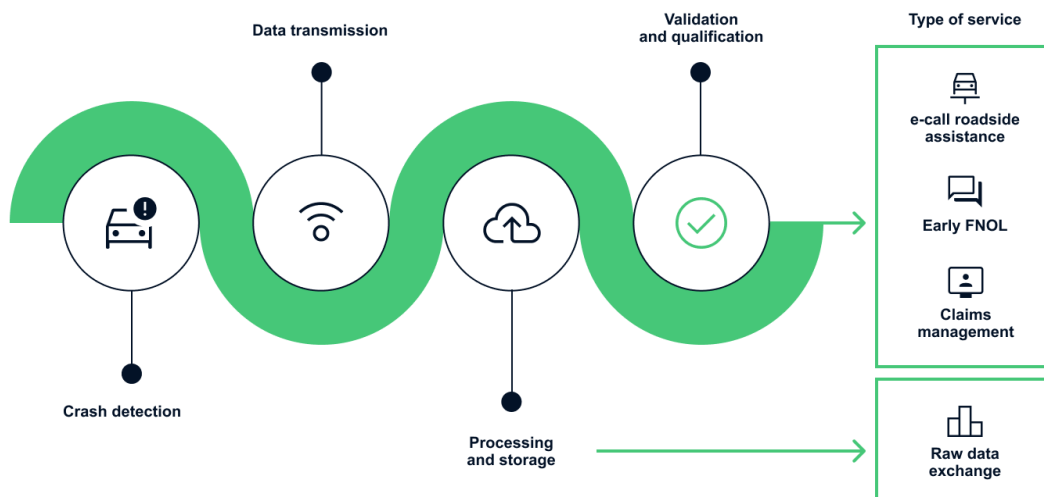 Data transmission
Validation
and qualification
Type of service
e-call roadside
assistance
Early FNOL
Claims
management
Crash detection
Processing
and storage
Raw data
exchange